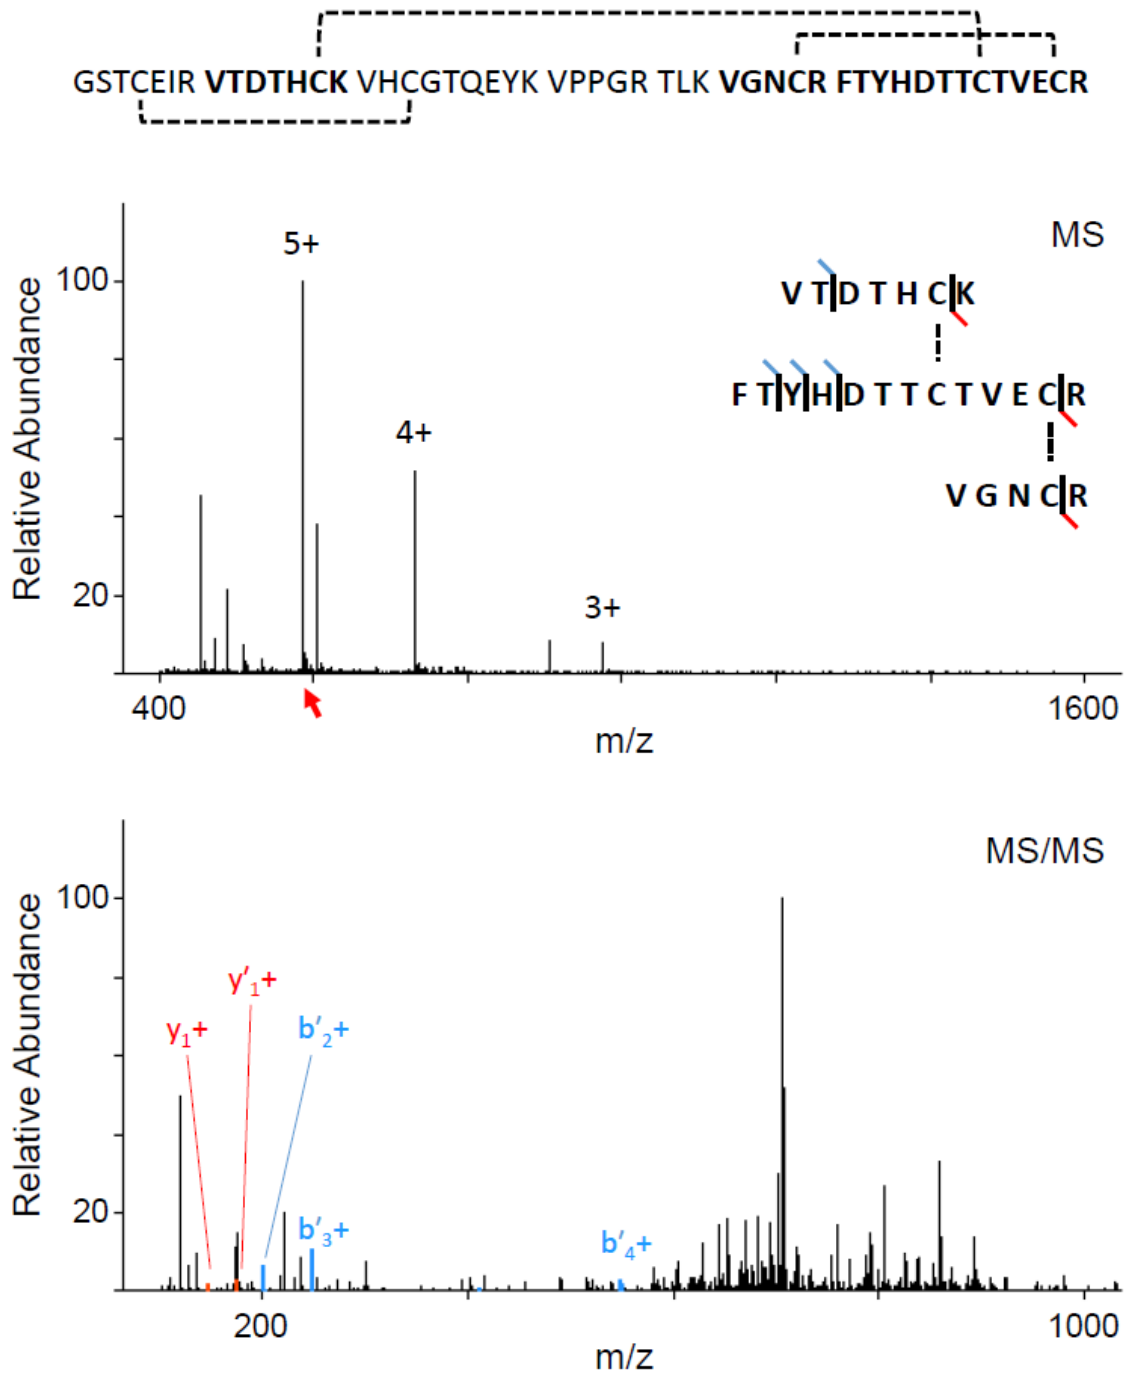 GSTCEIR VTDTHCK VHCGTQEYK VPPGR TLK VGNCR FTYHDTTCTVECR
MS
Relative Abundance
100
20
5+
4+
3+
V T D T H C K
F T Y H D T T C T V E C R
V G N C R
400
1600
m/z
MS/MS
Relative Abundance
100
20
y₁+
y′₁+
b′₂+
b′₃+
b′₄+
200
1000
m/z